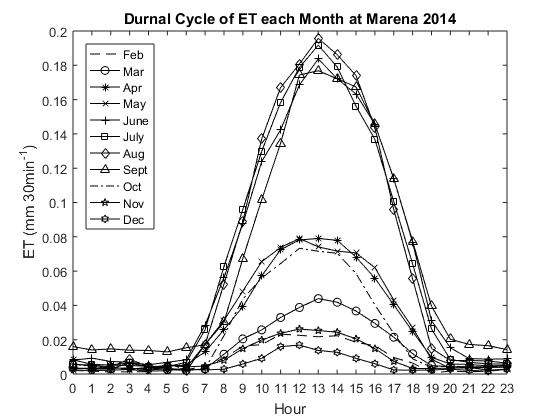 Durnal Cycle of ET each Month at Marena 2014
0.2
0.18
0.16
0.14
0.12
0.1
0.08
0.06
0.04
0.02
0
ET (mm 30min-1)
Feb
Mar
Apr
May
June
July
Aug
Sept
Oct
Nov
Dec
0 1 2 3 4 5 6 7 8 9 10 11 12 13 14 15 16 17 18 19 20 21 22 23
Hour